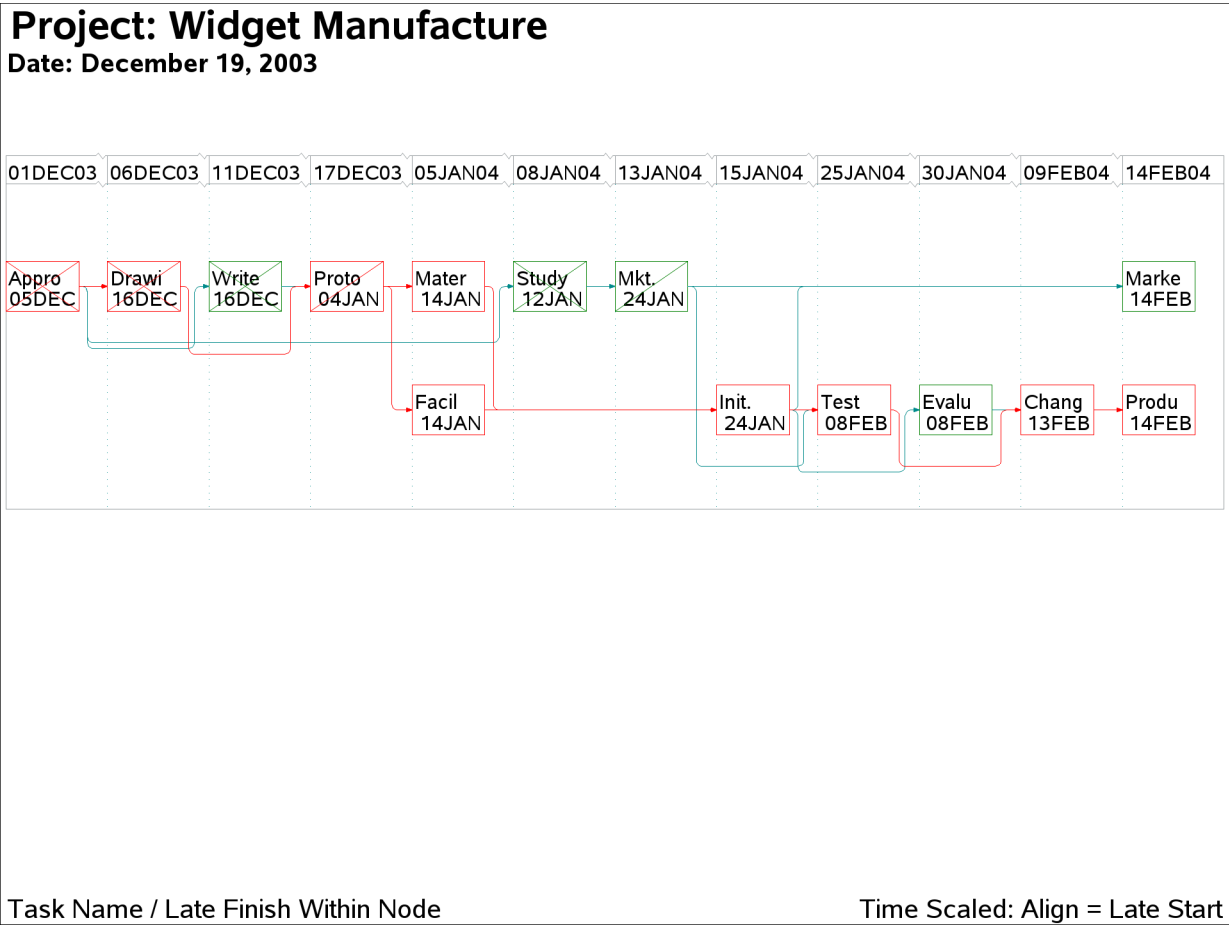 Project: Widget Manufacture
Date: December 19, 2003
01DEC03 06DEC03 11DEC03 17DEC03 05JAN04 08JAN04 13JAN04 15JAN04 25JAN04 30JAN04 09FEB04 14FEB04
Appro Drawi Write Proto Mater Study Mkt. Marke
05DEC 16DEC 16DEC 04JAN 14JAN 12JAN 24JAN 14FEB
Facil Init. Test Evalu Chang Produ
14JAN 24JAN 08FEB 08FEB 13FEB 14FEB
Task Name / Late Finish Within Node
Time Scaled: Align = Late Start